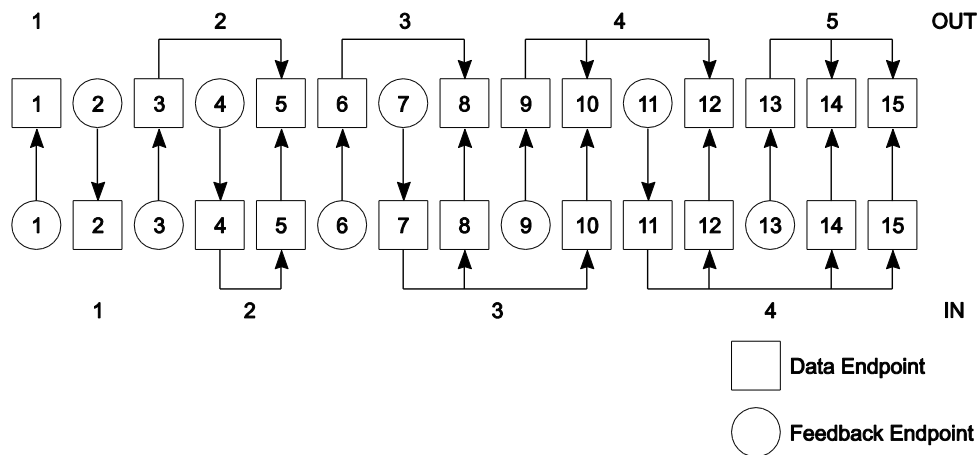 1 2 3 4 5 OUT
1 2 3 4 5 6 7 8 9 10 11 12 13 14 15
1 2 3 4 5 6 7 8 9 10 11 12 13 14 15
1 2 3 4 IN
Data Endpoint
Feedback Endpoint